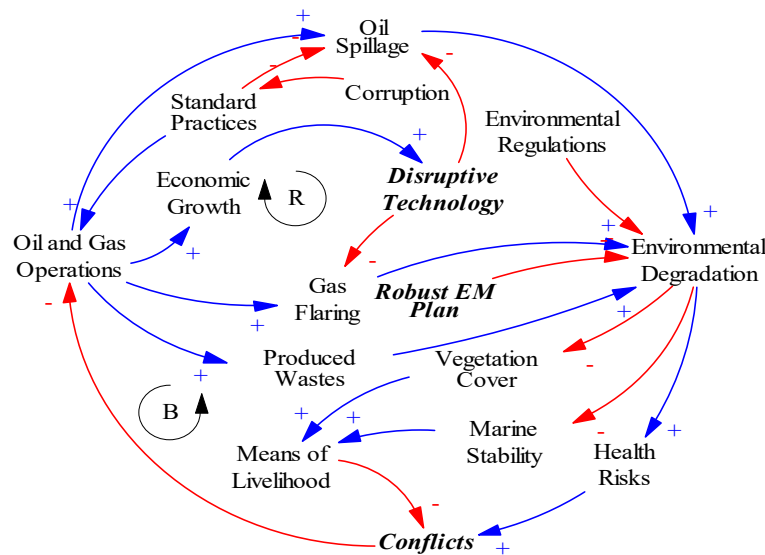 +
Oil
Spillage
-
-
-
Standard
Practices
Corruption
-
Environmental
Regulations
+
+
Economic
Growth
R
Disruptive
Technology
+
+
-
-
Oil and Gas
Operations
+
Environmental
Degradation
-
-
Gas
Flaring
Robust EM
Plan
+
+
Produced
Wastes
Vegetation
Cover
-
+
B
+
+
Means of
Livelihood
Marine
Stability
-
+
Health
Risks
-
Conflicts
+